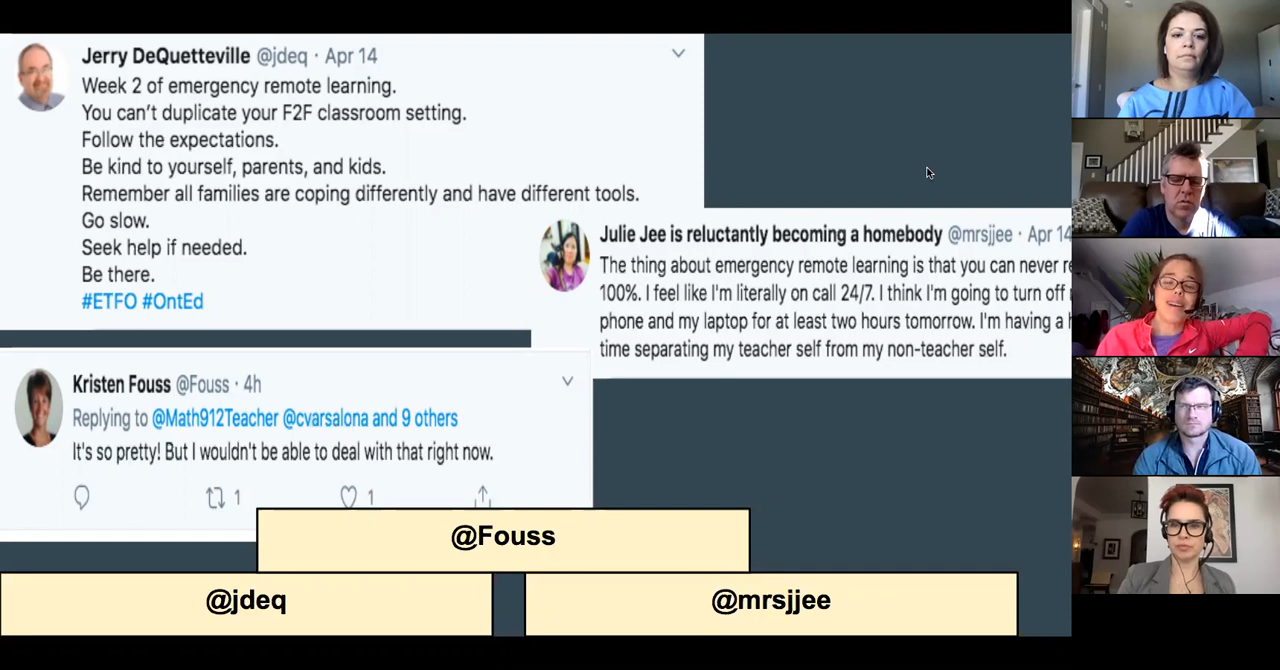 Jerry DeQuetteville @jdeq · Apr 14
Week 2 of emergency remote learning.
You can't duplicate your F2F classroom setting.
Follow the expectations.
Be kind to yourself, parents, and kids.
Remember all families are coping differently and have different tools.
Go slow.
Seek help if needed.
Be there.
#ETFO #OntEd
Julie Jee is reluctantly becoming a homebody @mrsjjee · Apr 14
The thing about emergency remote learning is that you can never
100%. I feel like I'm literally on call 24/7. I think I'm going to turn off
phone and my laptop for at least two hours tomorrow. I'm having a
time separating my teacher self from my non-teacher self.
Kristen Fouss @Fouss · 4h
Replying to @Math912Teacher @cvarsalona and 9 others
It's so pretty! But I wouldn't be able to deal with that right now.
1 1
@Fouss
@jdeq
@mrsjjee